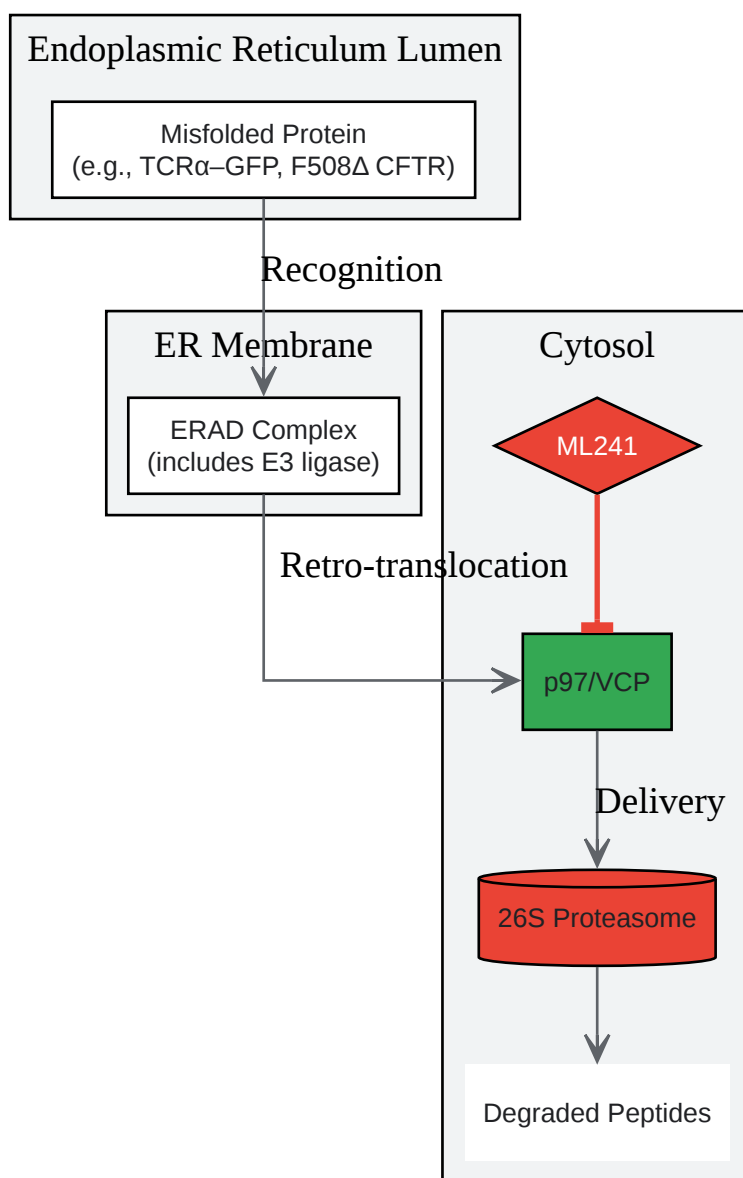 Endoplasmic Reticulum Lumen
Misfolded Protein
(e.g., TCRα–GFP, F508Δ CFTR)
Recognition
ER Membrane
ERAD Complex
(includes E3 ligase)
Cytosol
ML241
Retro-translocation
p97/VCP
Delivery
26S Proteasome
Degraded Peptides